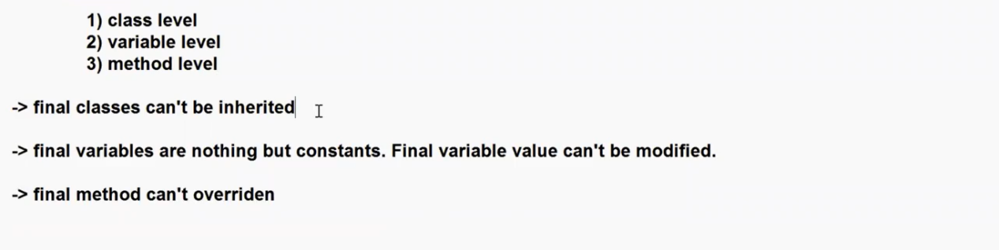 1) class level
2) variable level
3) method level
-> final classes can't be inherited
-> final variables are nothing but constants. Final variable value can't be modified.
-> final method can't overriden